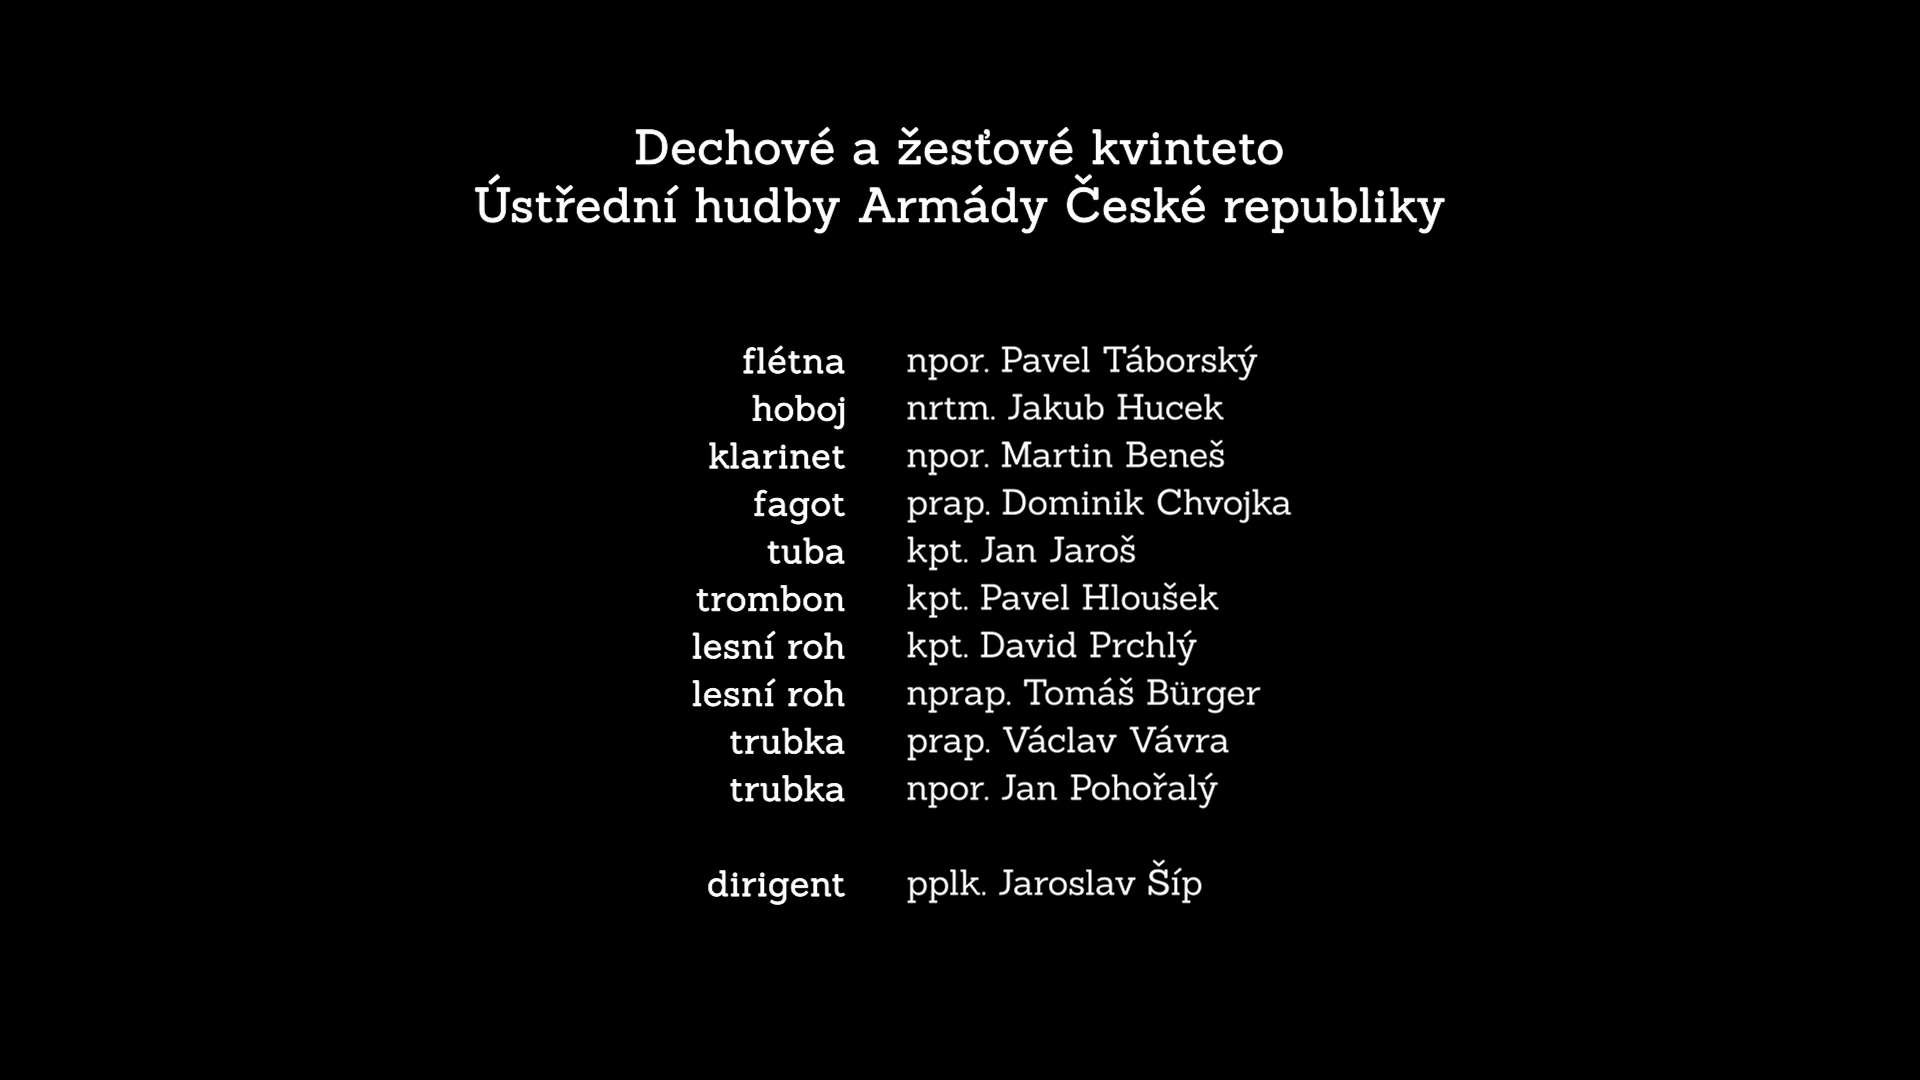 Dechové a žesťové kvinteto
Ústřední hudby Armády České republiky
flétna npor. Pavel Táborský
hoboj nrtm. Jakub Hucek
klarinet npor. Martin Beneš
fagot prap. Dominik Chvojka
tuba kpt. Jan Jaroš
trombon kpt. Pavel Hloušek
lesní roh kpt. David Prchlý
lesní roh nprap. Tomáš Bürger
trubka prap. Václav Vávra
trubka npor. Jan Pohořalý
dirigent pplk. Jaroslav Šíp